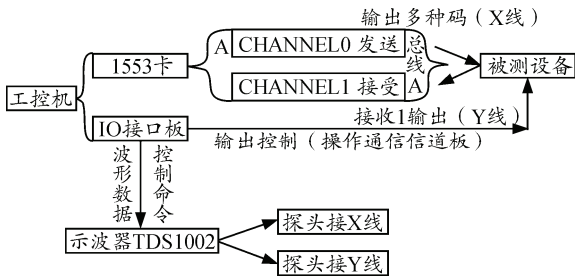 输出多种码（X线）
A CHANNEL0 发送 总线
1553卡
被测设备
CHANNEL1 接受 A
工控机
接收1输出（Y线）
IO接口板
输出控制（操作通信信道板）
波形数据
控制命令
探头接X线
示波器TDS1002
探头接Y线